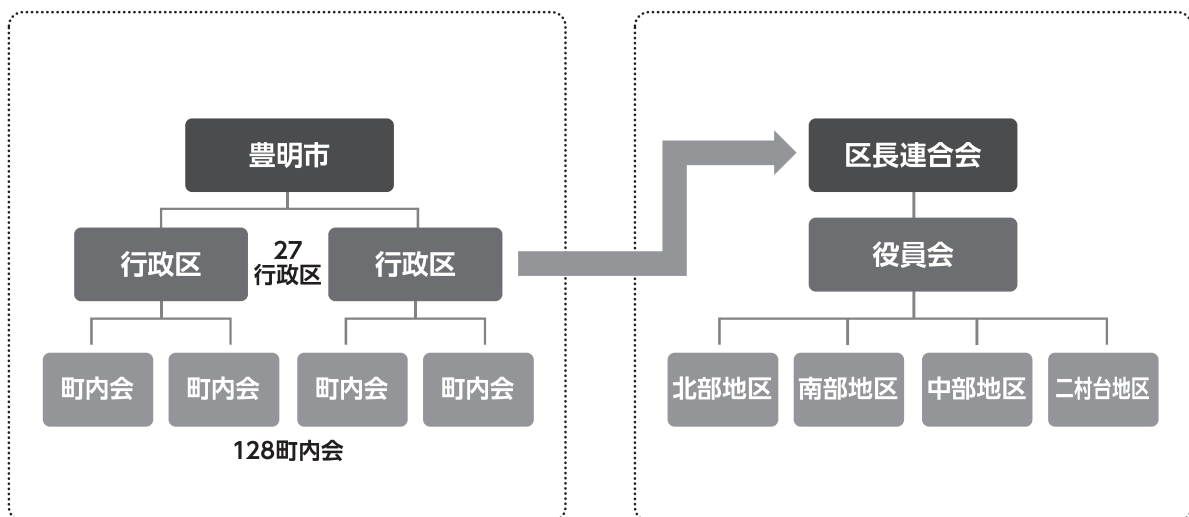 豊明市
行政区
27
行政区
行政区
町内会
町内会
町内会
町内会
128町内会
区長連合会
役員会
北部地区
南部地区
中部地区
二村台地区